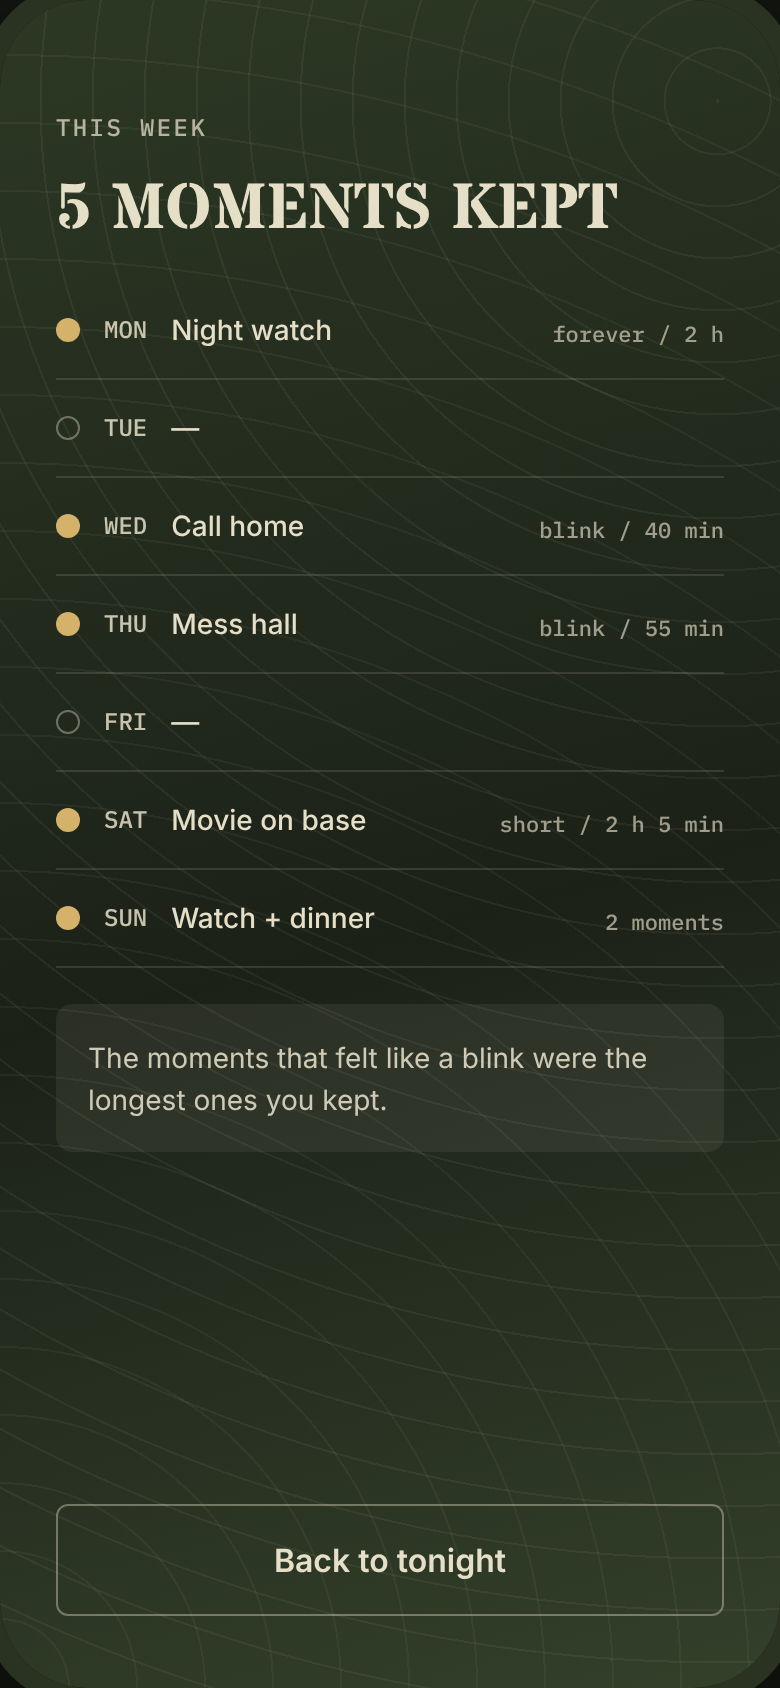 THIS WEEK
5 MOMENTS KEPT
MON Night watch forever / 2 h
TUE —
WED Call home blink / 40 min
THU Mess hall blink / 55 min
FRI —
SAT Movie on base short / 2 h 5 min
SUN Watch + dinner 2 moments
The moments that felt like a blink were the
longest ones you kept.
Back to tonight